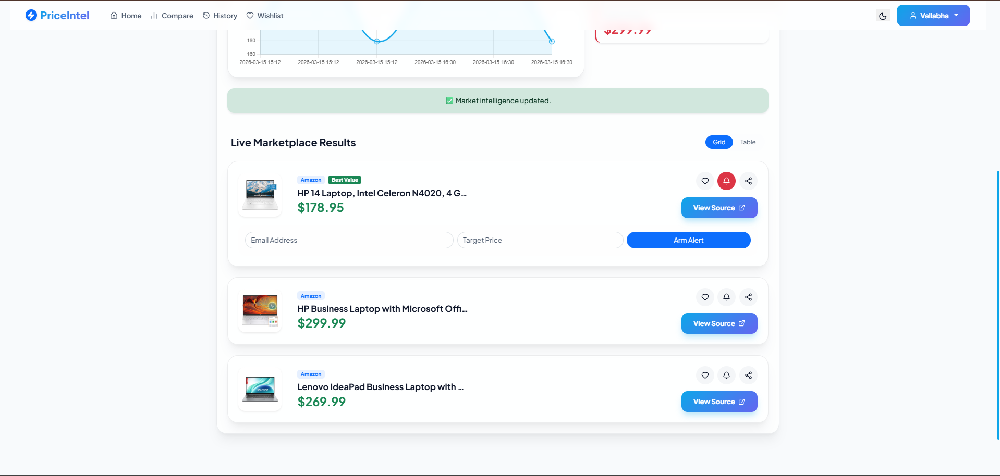 PriceIntel
Home
Compare
History
Wishlist
Vallabha
$299.99
180
160
2026-03-15 15:12
2026-03-15 15:12
2026-03-15 15:12
2026-03-15 16:30
2026-03-15 16:30
2026-03-15 16:30
✅ Market intelligence updated.
Live Marketplace Results
Grid
Table
Amazon
Best Value
HP 14 Laptop, Intel Celeron N4020, 4 G...
$178.95
View Source
Email Address
Target Price
Arm Alert
Amazon
HP Business Laptop with Microsoft Offi...
$299.99
View Source
Amazon
Lenovo IdeaPad Business Laptop with ...
$269.99
View Source